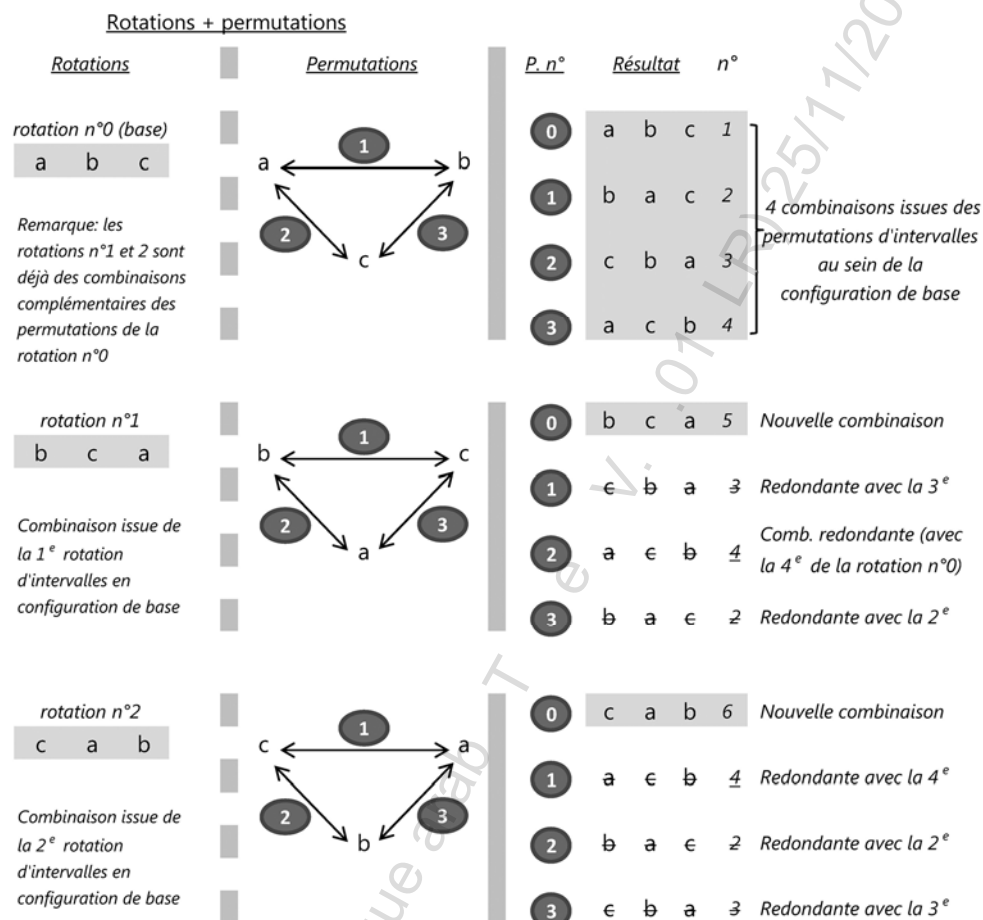 Rotations + permutations
Rotations Permutations P. n° Résultat n°
rotation n°0 (base)
a b c
Remarque: les
rotations n°1 et 2 sont
déjà des combinaisons
complémentaires des
permutations de la
rotation n°0
1
a b
2 3
c
0 a b c 1
1 b a c 2
2 c b a 3
3 a c b 4
4 combinaisons issues des
permutations d'intervalles
au sein de la
configuration de base
rotation n°1
b c a
Combinaison issue de
la 1e rotation
d'intervalles en
configuration de base
1
b c
2 3
a
0 b c a 5 Nouvelle combinaison
1 c b a 3 Redondante avec la 3e
2 a c b 4 Comb. redondante (avec
la 4e de la rotation n°0)
3 b a c 2 Redondante avec la 2e
rotation n°2
c a b
Combinaison issue de
la 2e rotation
d'intervalles en
configuration de base
1
c a
2 3
b
0 c a b 6 Nouvelle combinaison
1 a c b 4 Redondante avec la 4e
2 b a c 2 Redondante avec la 2e
3 c b a 3 Redondante avec la 3e